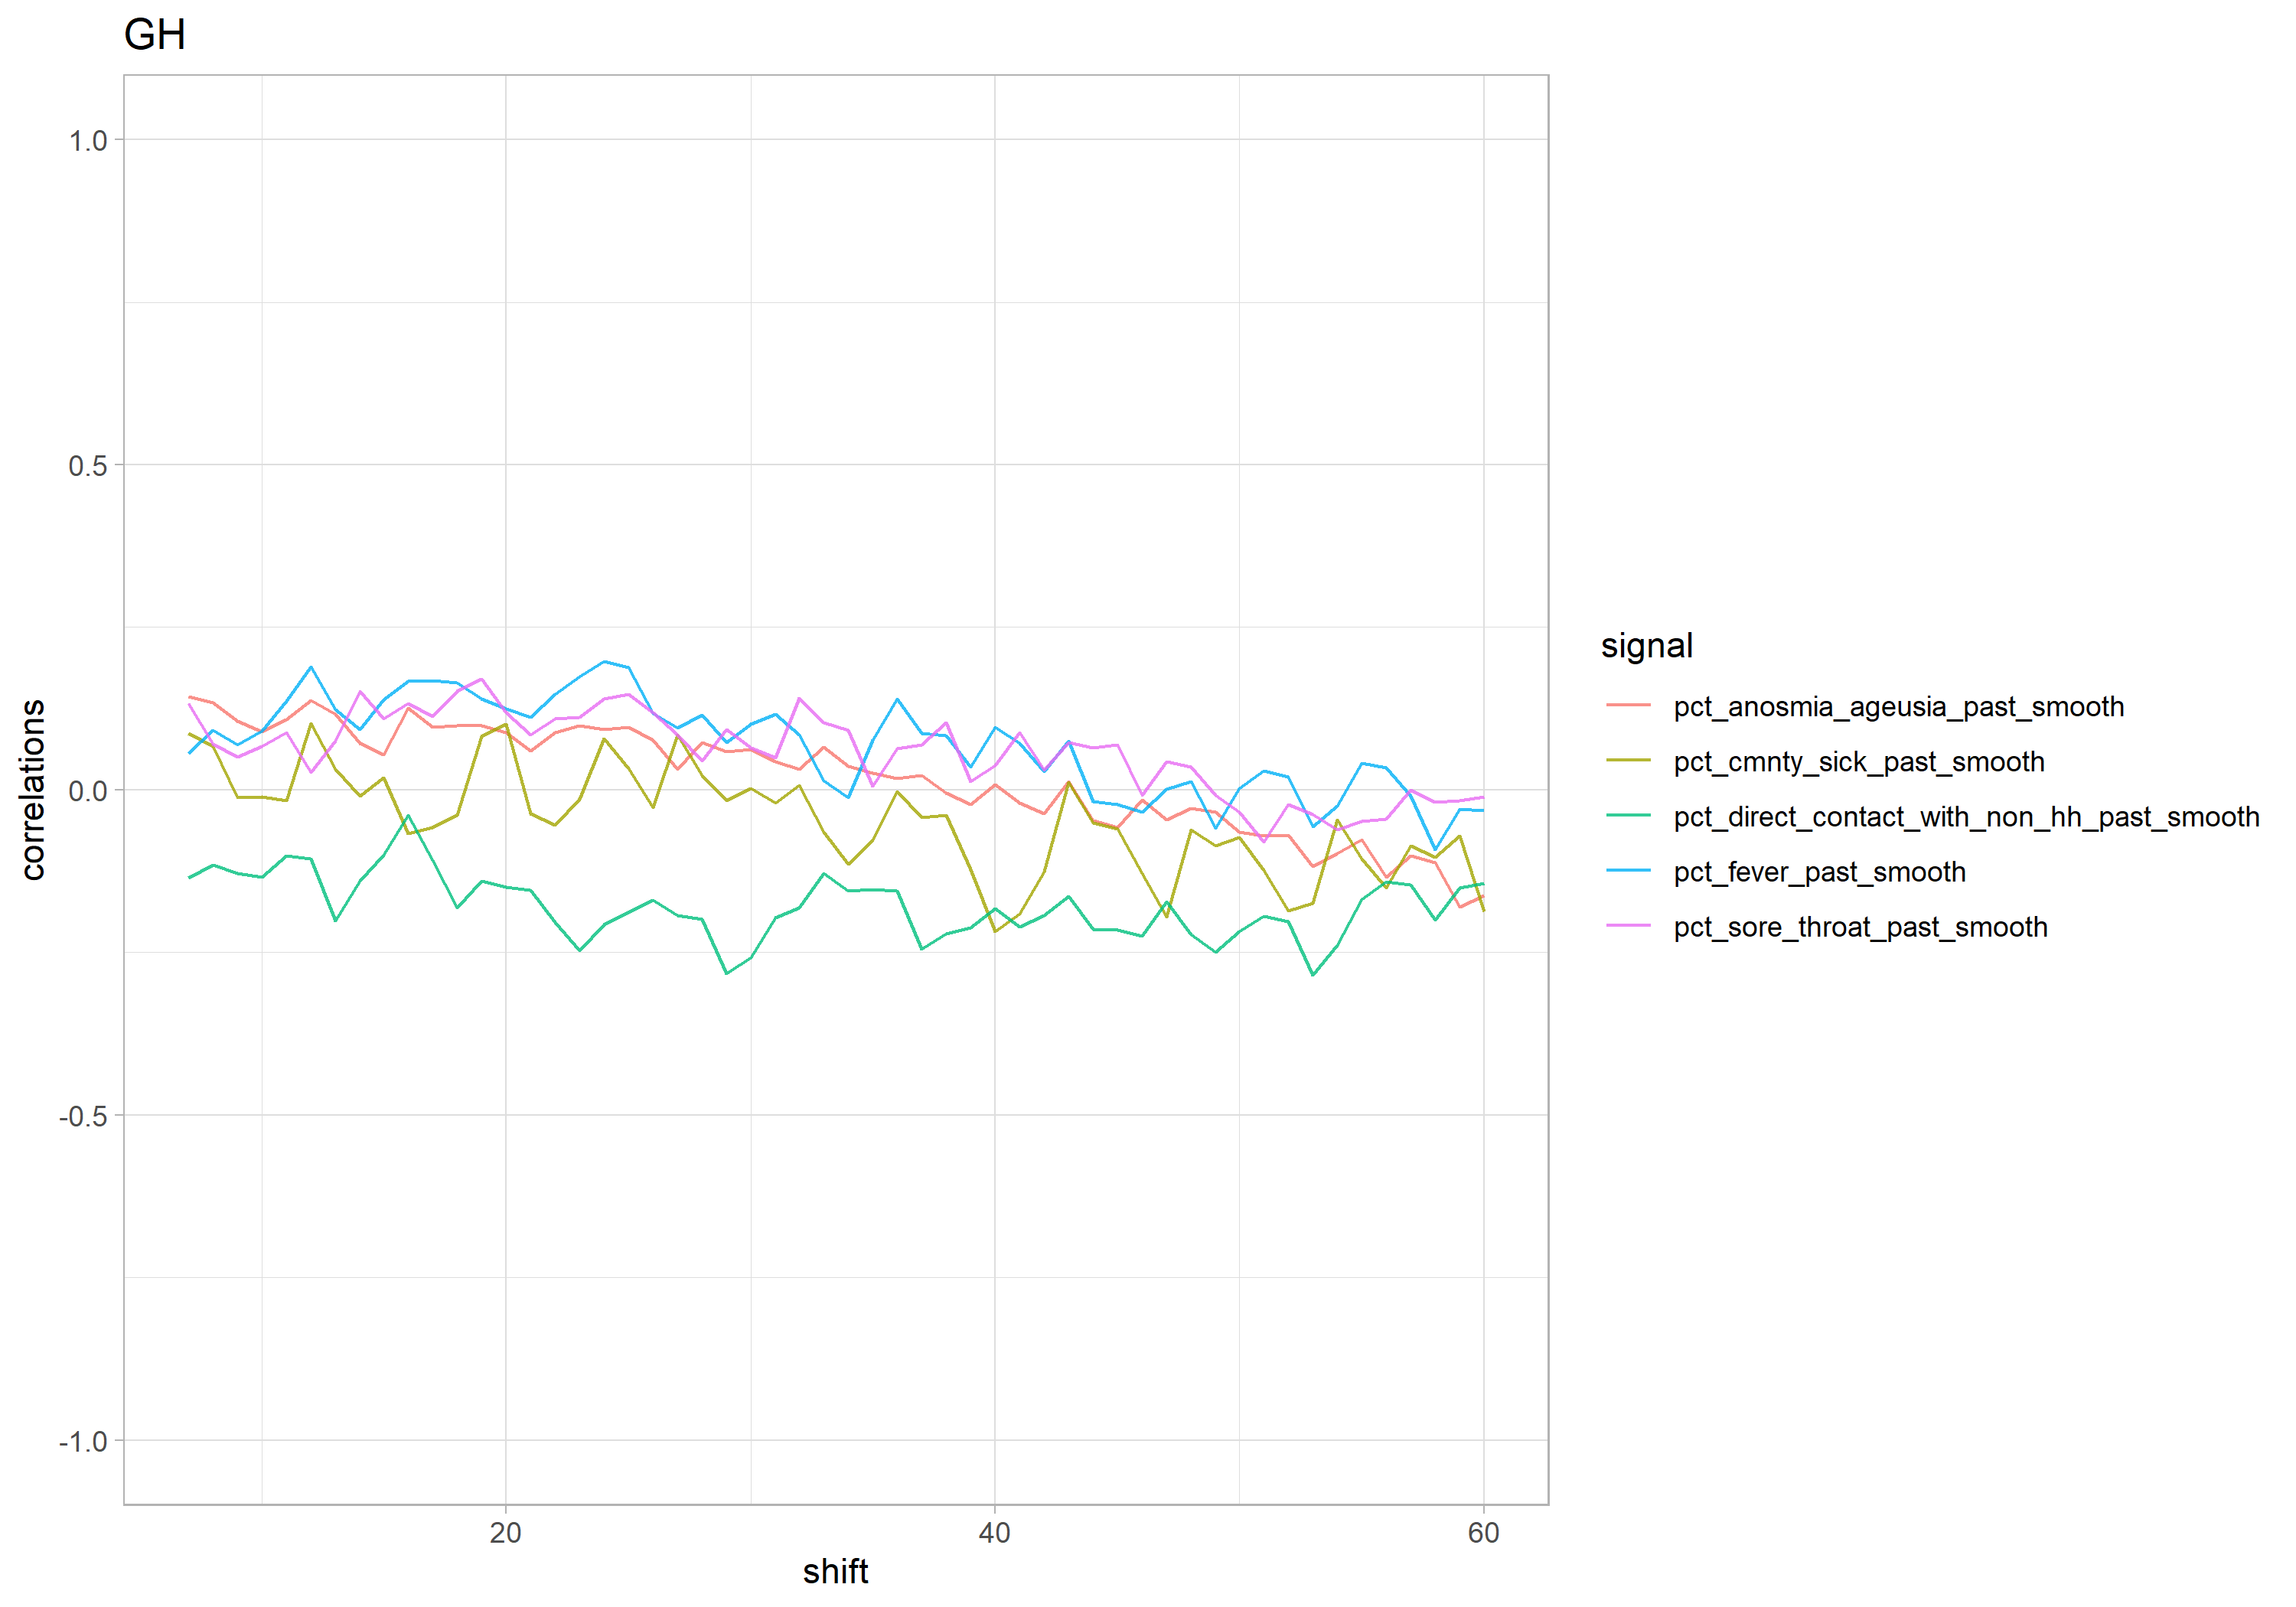 GH
1.0
0.5
0.0
-0.5
-1.0
correlations
20
40
60
shift
signal
pct_anosmia_ageusia_past_smooth
pct_cmnty_sick_past_smooth
pct_direct_contact_with_non_hh_past_smooth
pct_fever_past_smooth
pct_sore_throat_past_smooth